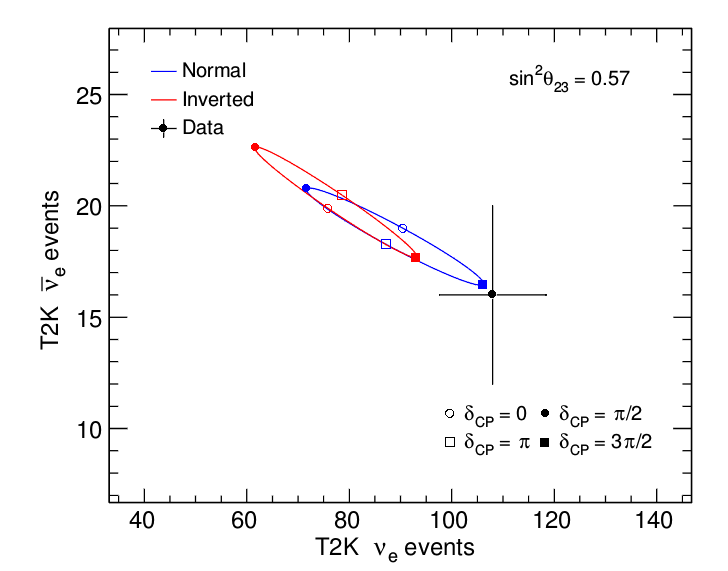 Normal
Inverted
Data
sin²θ₂₃ = 0.57
25
20
15
10
T2K ν̅ₑ events
δCP = 0
δCP = π/2
δCP = π
δCP = 3π/2
40 60 80 100 120 140
T2K νₑ events